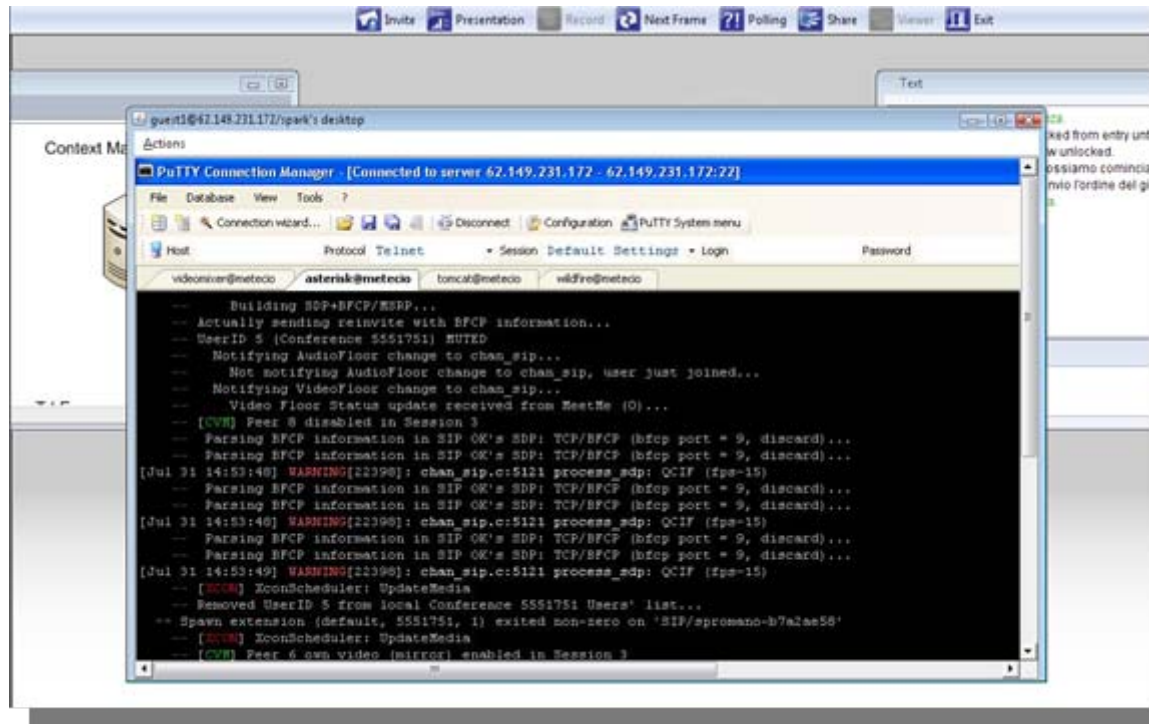 Invite Presentation Record Next Frame Polling Share Viewer Exit
Text
guest1@62.149.231.172/spark's desktop
Context Ma
Actions
ked from entry unt
w unlocked.
PuTTY Connection Manager - [Connected to server 62.149.231.172 - 62.149.231.172:22]
ossiamo comincia
nvio l'ordine del gi
File Database View Tools ?
Connection wizard... Disconnect Configuration PuTTY System menu
Host Protocol Telnet Session Default Settings Login Password
videomixer@metecio asterisk@metecio tomcat@metecio wildfire@metecio
-- Building SDP+BFCP/MSRP...
-- Actually sending reinvite with BFCP information...
-- UserID 5 (Conference 5551751) MUTED
-- Notifying AudioFloor change to chan_sip...
-- Not notifying AudioFloor change to chan_sip, user just joined...
-- Notifying VideoFloor change to chan_sip...
-- Video Floor Status update received from MeetMe (0)...
-- [CVM] Peer 8 disabled in Session 3
-- Parsing BFCP information in SIP OK's SDP: TCP/BFCP (bfcp port = 9, discard)...
-- Parsing BFCP information in SIP OK's SDP: TCP/BFCP (bfcp port = 9, discard)...
[Jul 31 14:53:48] WARNING[22398]: chan_sip.c:5121 process_sdp: QCIF (fps=15)
-- Parsing BFCP information in SIP OK's SDP: TCP/BFCP (bfcp port = 9, discard)...
-- Parsing BFCP information in SIP OK's SDP: TCP/BFCP (bfcp port = 9, discard)...
[Jul 31 14:53:48] WARNING[22398]: chan_sip.c:5121 process_sdp: QCIF (fps=15)
-- Parsing BFCP information in SIP OK's SDP: TCP/BFCP (bfcp port = 9, discard)...
-- Parsing BFCP information in SIP OK's SDP: TCP/BFCP (bfcp port = 9, discard)...
[Jul 31 14:53:49] WARNING[22398]: chan_sip.c:5121 process_sdp: QCIF (fps=15)
-- [XCON] XconScheduler: UpdateMedia
-- Removed UserID 5 from local Conference 5551751 Users' list...
-- Spawn extension (default, 5551751, 1) exited non-zero on 'SIP/spromano-b7a2ae58'
-- [XCON] XconScheduler: UpdateMedia
-- [CVM] Peer 6 own video (mirror) enabled in Session 3